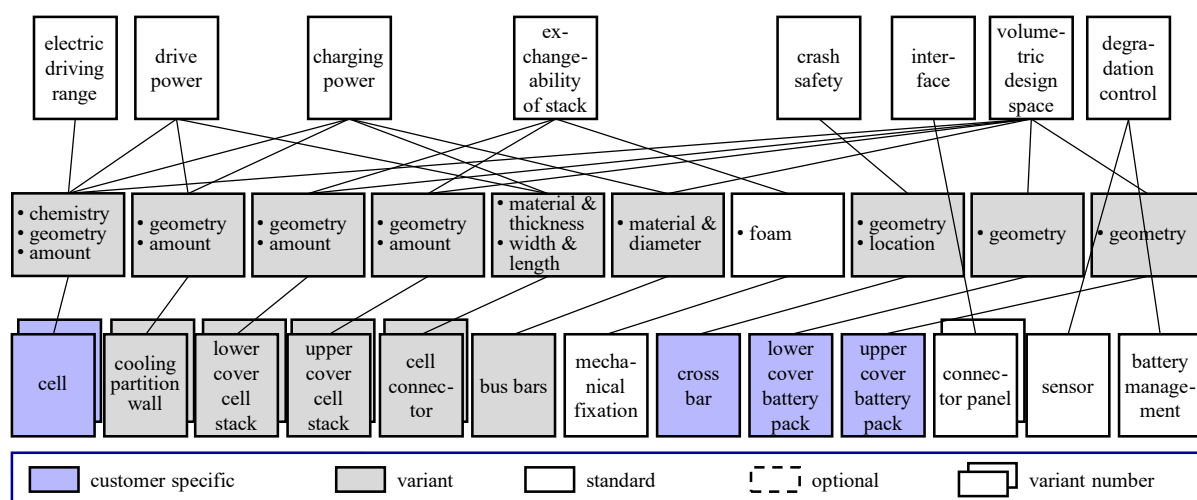 electric
driving
range
drive
power
charging
power
ex-
change-
ability
of stack
crash
safety
inter-
face
volume-
tric
design
space
degra-
dation
control
• chemistry
• geometry
• amount
• geometry
• amount
• geometry
• amount
• geometry
• amount
• material &
thickness
• width &
length
• material &
diameter
• foam
• geometry
• location
• geometry
• geometry
cell
cooling
partition
wall
lower
cover
cell
stack
upper
cover
cell
stack
cell
connec-
tor
bus bars
mecha-
nical
fixation
cross
bar
lower
cover
battery
pack
upper
cover
battery
pack
connec-
tor panel
sensor
battery
manage-
ment
customer specific
variant
standard
optional
variant number